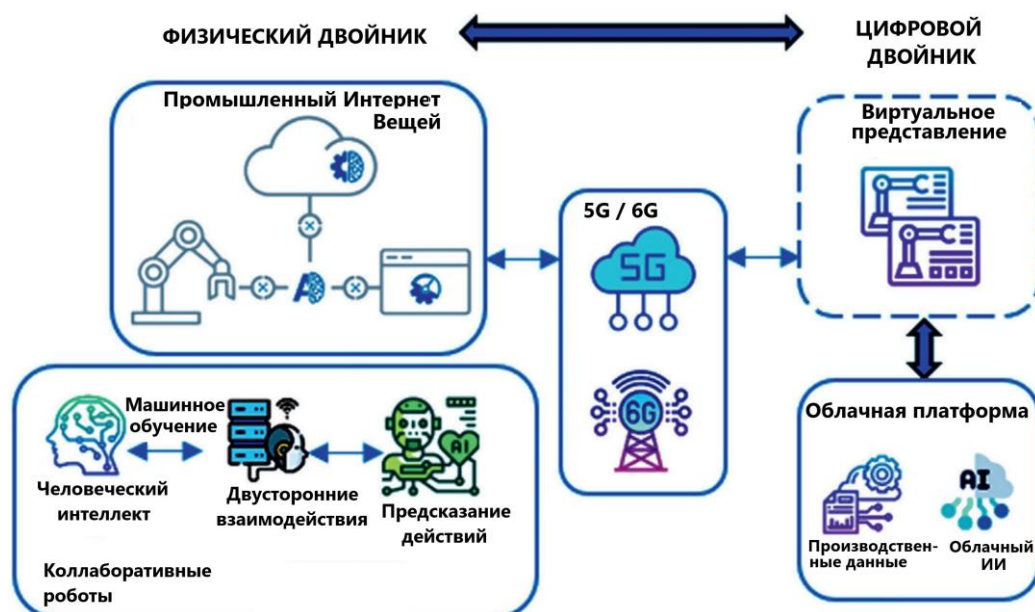 ФИЗИЧЕСКИЙ ДВОЙНИК
ЦИФРОВОЙ
ДВОЙНИК
Промышленный Интернет
Вещей
5G / 6G
5G
6G
Виртуальное
представление
Машинное
обучение
Человеческий
интеллект
Двусторонние
взаимодействия
AI
Предсказание
действий
Коллаборативные
роботы
Облачная платформа
Производствен-
ные данные
AI
Облачный
ИИ